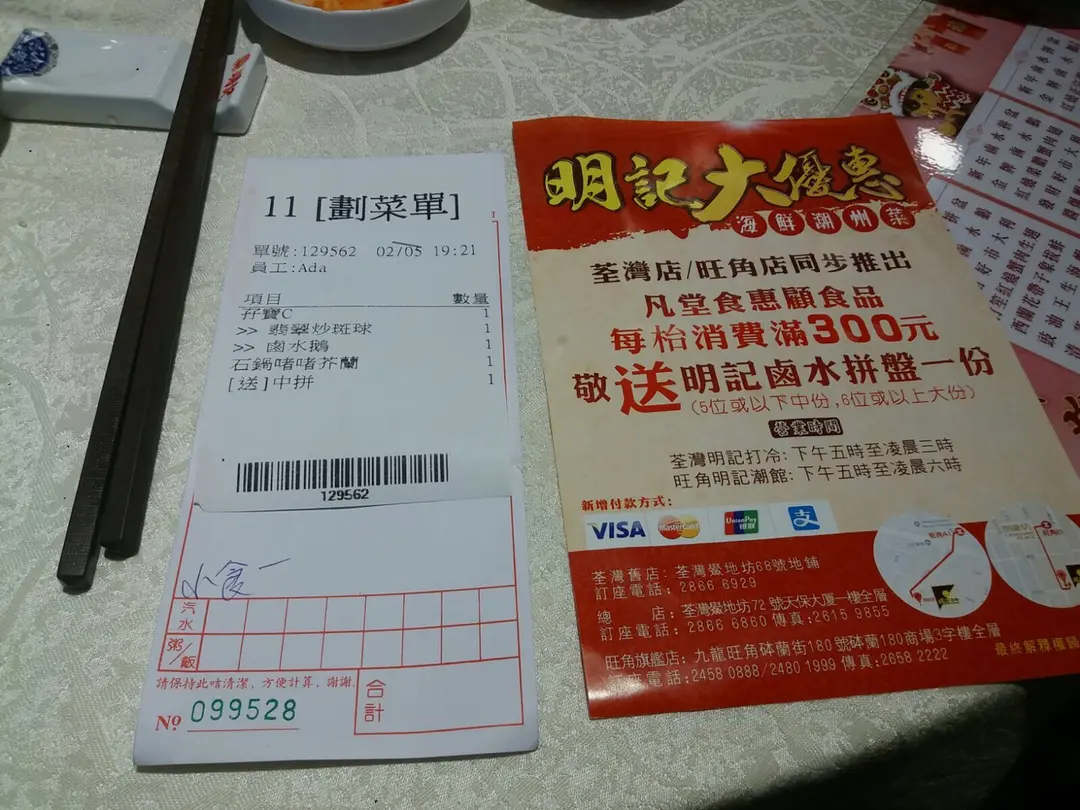 11 [劃菜單]
單號:129562 02/05 19:21
員工:Ada
項目 數量
孖寶C 1
>> 翡翠炒斑球 1
>> 鹵水鵝 1
石鍋啫啫芥蘭 1
[送]中拼 1
129562
小食一
汽水
粥/飯
請保持此咭清潔，方便計算，謝謝
合計
No 099528
明記大優惠
海鮮潮州菜
荃灣店/旺角店同步推出
凡堂食惠顧食品
每枱消費滿300元
敬送明記鹵水拼盤一份
(5位或以下中份,6位或以上大份)
營業時間
荃灣明記打冷:下午五時至凌晨三時
旺角明記潮館:下午五時至凌晨六時
新增付款方式:
VISA MasterCard UnionPay 银联 支
荃灣舊店:荃灣鱟地坊68號地鋪
訂座電話:2866 6929
總店:荃灣鱟地坊72號天保大厦一樓全層
訂座電話:2866 6860 傳真:2615 9855
旺角旗艦店:九龍旺角砵蘭街180號砵蘭180商場3字樓全層
訂座電話:2458 0888/2480 1999 傳真:2658 2222